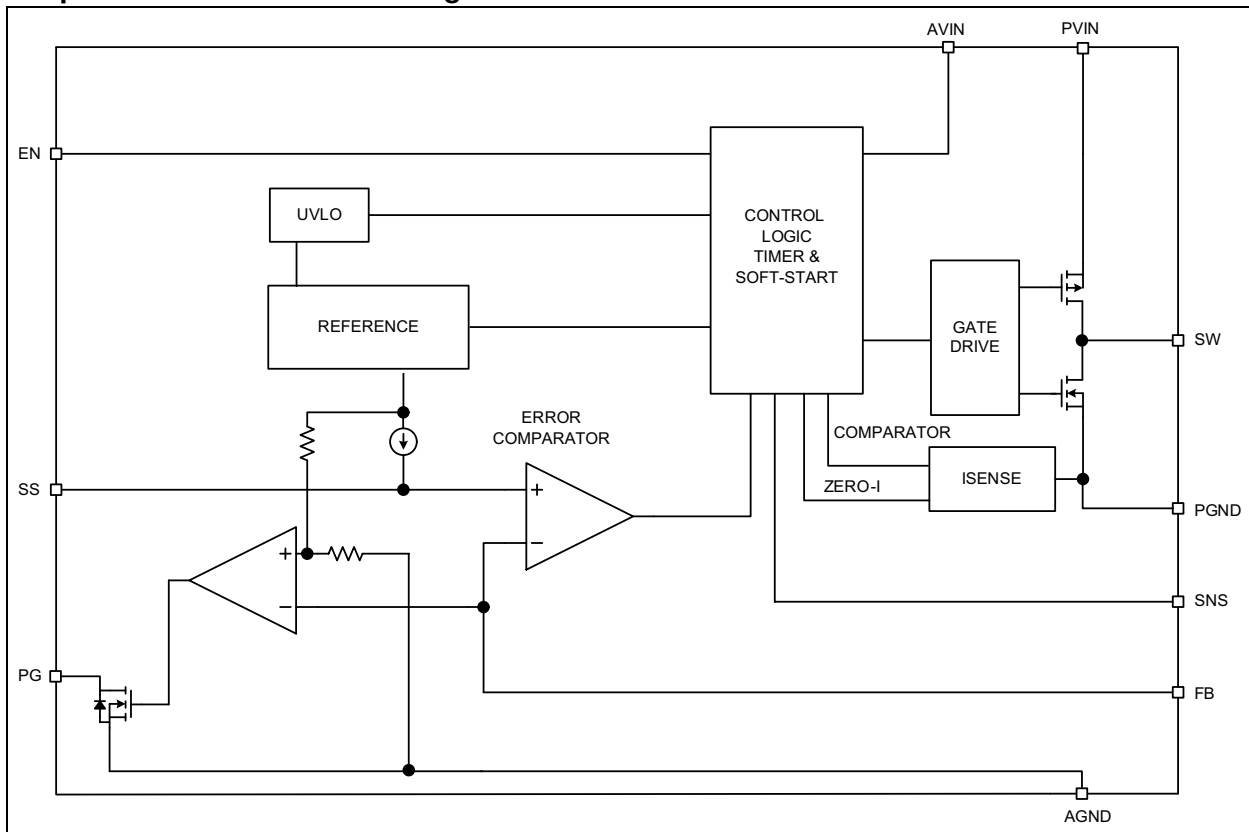 AVIN
PVIN
EN
UVLO
CONTROL
LOGIC
TIMER &
SOFT-START
REFERENCE
GATE
DRIVE
SW
ERROR
COMPARATOR
COMPARATOR
SS
+
ZERO-I
ISENSE
PGND
−
+
−
SNS
PG
FB
AGND